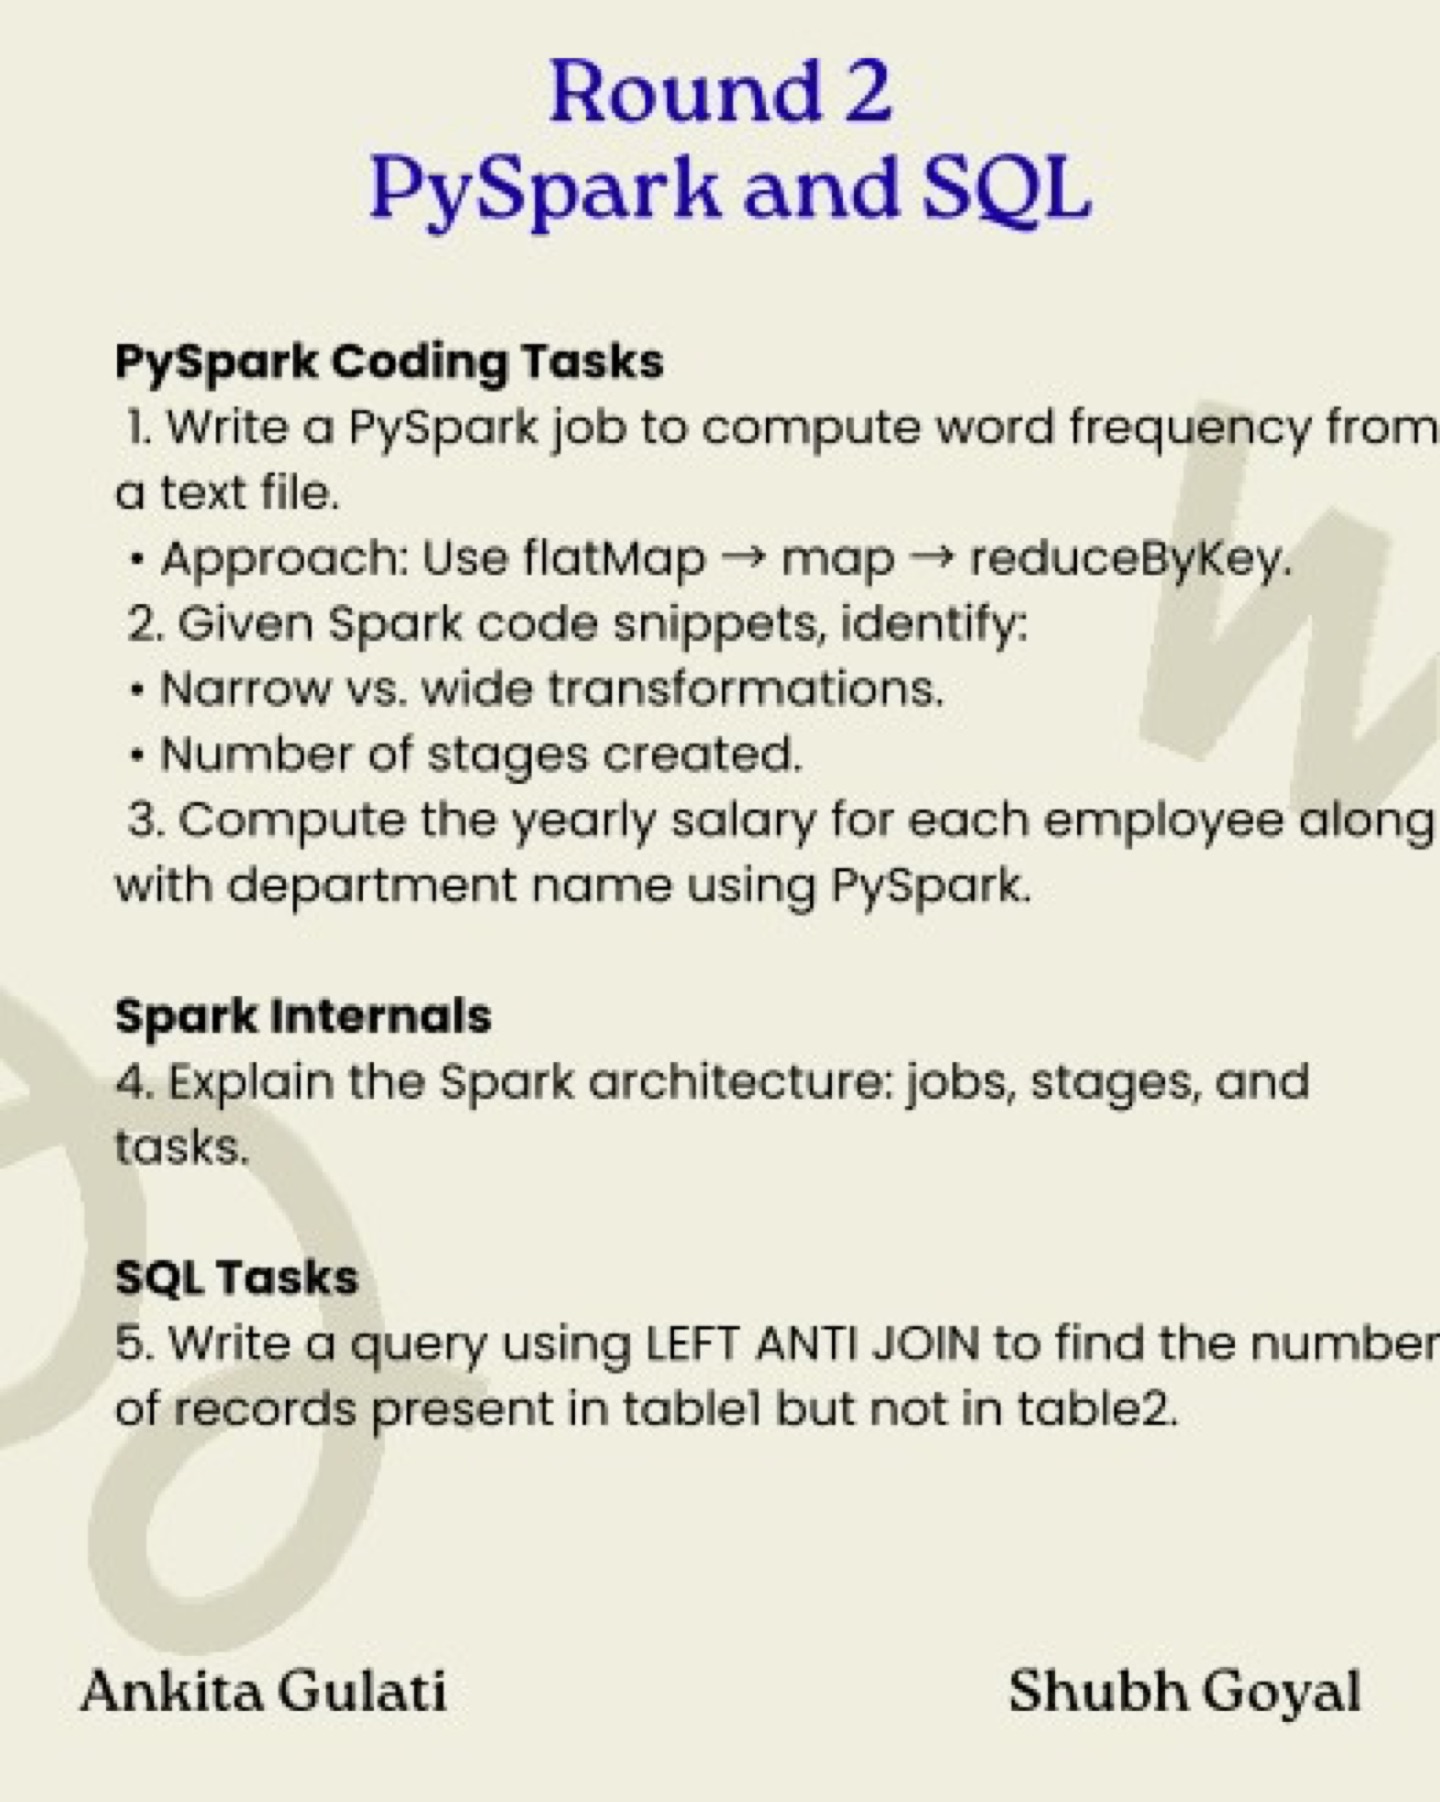 Round 2
PySpark and SQL
PySpark Coding Tasks
1. Write a PySpark job to compute word frequency from
a text file.
• Approach: Use flatMap → map → reduceByKey.
2. Given Spark code snippets, identify:
• Narrow vs. wide transformations.
• Number of stages created.
3. Compute the yearly salary for each employee along
with department name using PySpark.
Spark Internals
4. Explain the Spark architecture: jobs, stages, and
tasks.
SQL Tasks
5. Write a query using LEFT ANTI JOIN to find the number
of records present in table1 but not in table2.
Ankita Gulati
Shubh Goyal